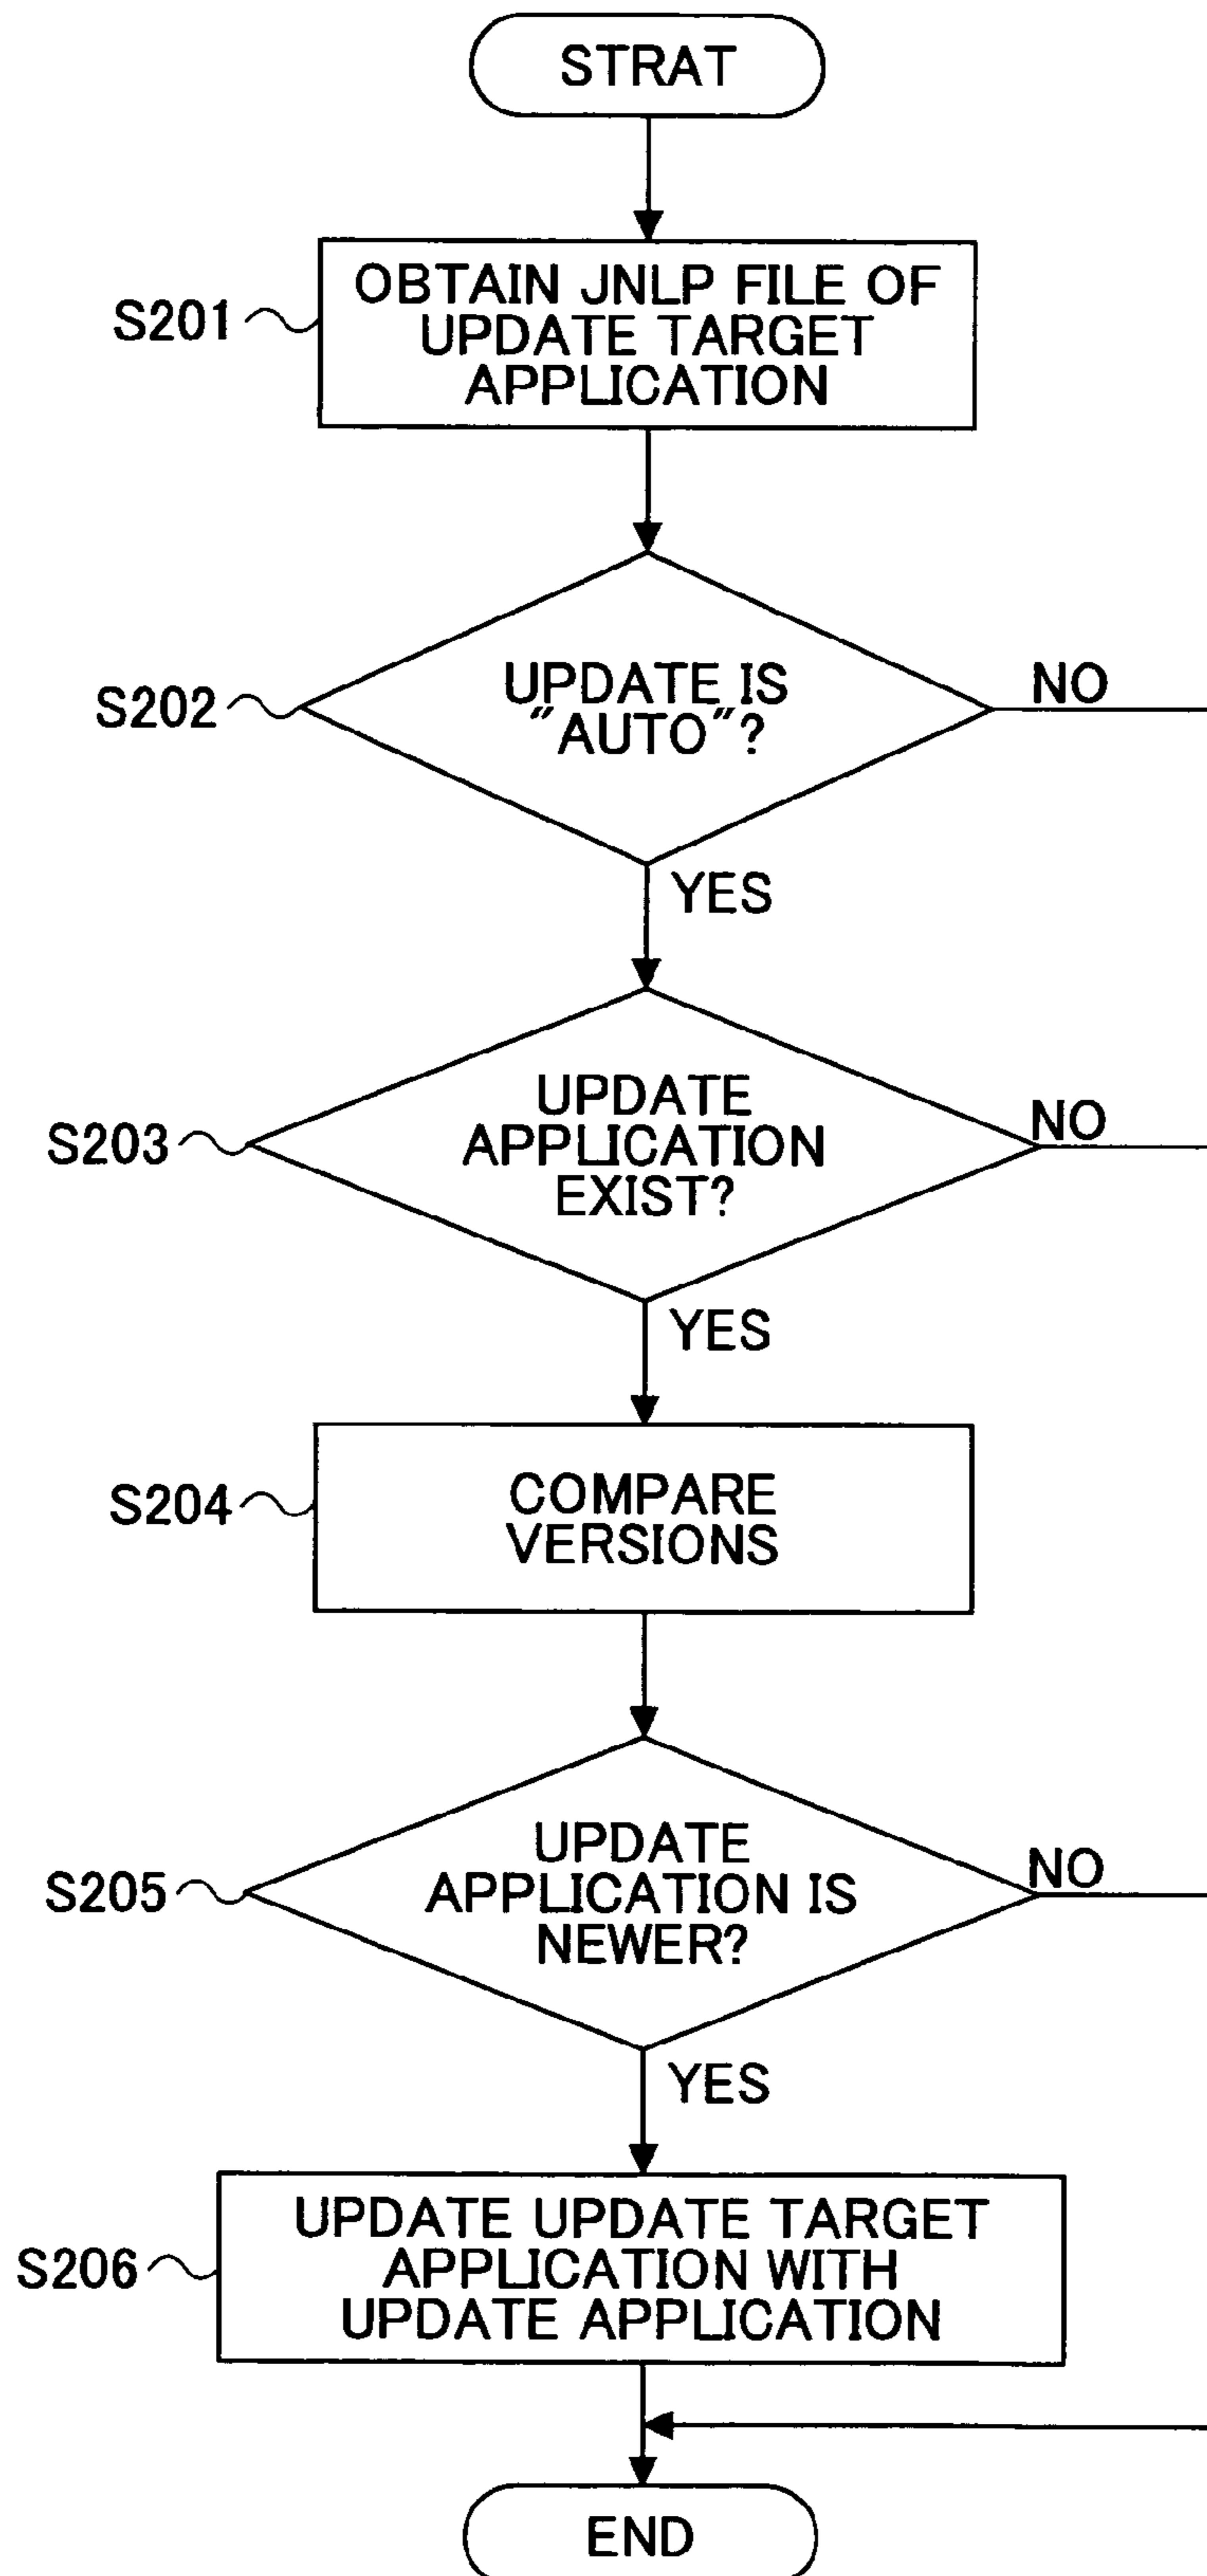 STRAT
S201
OBTAIN JNLP FILE OF
UPDATE TARGET
APPLICATION
S202
UPDATE IS
"AUTO"?
NO
YES
S203
UPDATE
APPLICATION
EXIST?
NO
YES
S204
COMPARE
VERSIONS
S205
UPDATE
APPLICATION IS
NEWER?
NO
YES
S206
UPDATE UPDATE TARGET
APPLICATION WITH
UPDATE APPLICATION
END